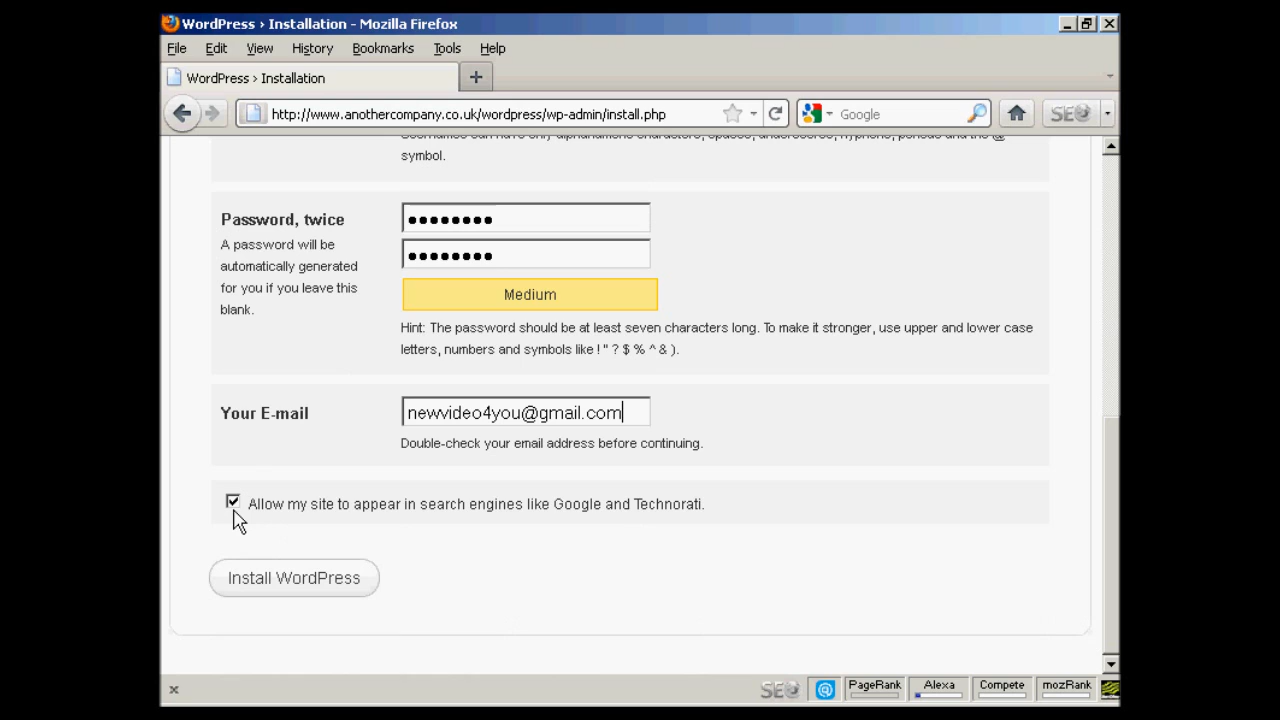 WordPress › Installation - Mozilla Firefox
File Edit View History Bookmarks Tools Help
WordPress › Installation
http://www.anothercompany.co.uk/wordpress/wp-admin/install.php Google SEO
symbol.
Password, twice
A password will be
automatically generated
for you if you leave this
blank.
Medium
Hint: The password should be at least seven characters long. To make it stronger, use upper and lower case
letters, numbers and symbols like ! " ? $ % ^ & ).
Your E-mail
newvideo4you@gmail.com
Double-check your email address before continuing.
Allow my site to appear in search engines like Google and Technorati.
Install WordPress
x SEO PageRank Alexa Compete mozRank